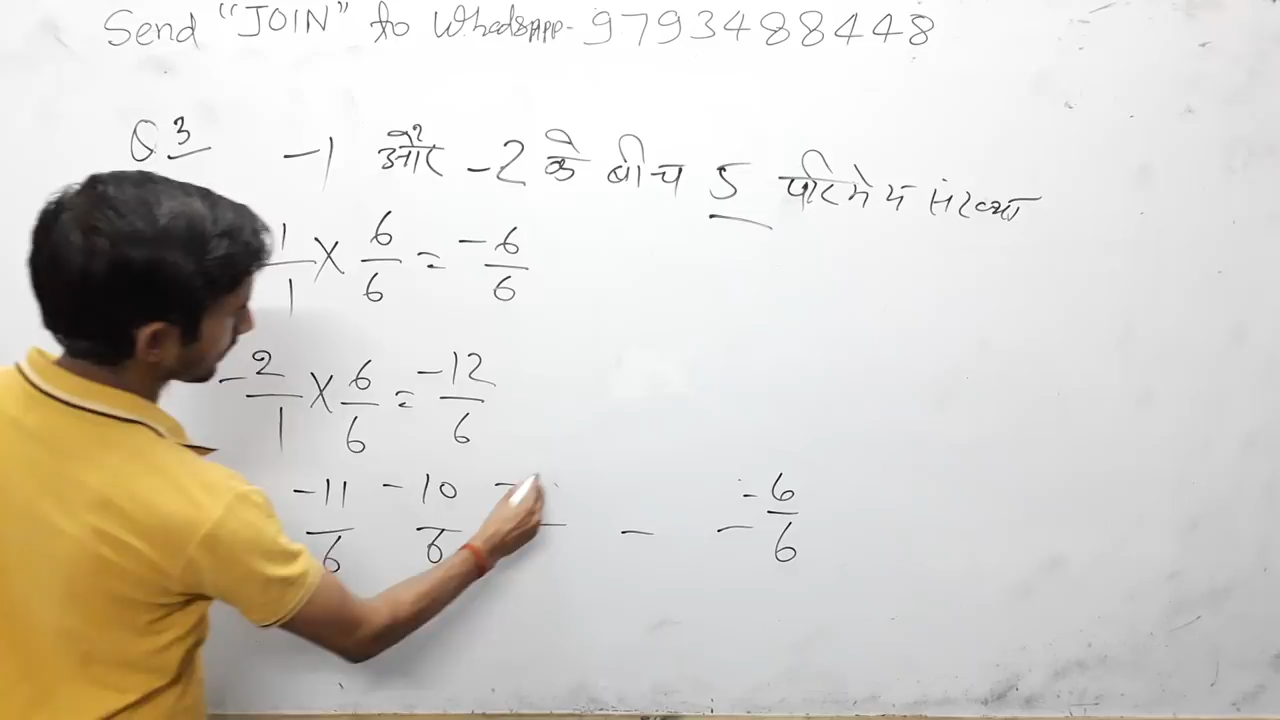 Send "JOIN" to WhatsApp- 9793488448
Q 3 -1 और -2 के बीच 5 परिमेय संख्या
1/1 × 6/6 = -6/6
-2/1 × 6/6 = -12/6
-11/6 -10/6 - - - -6/6